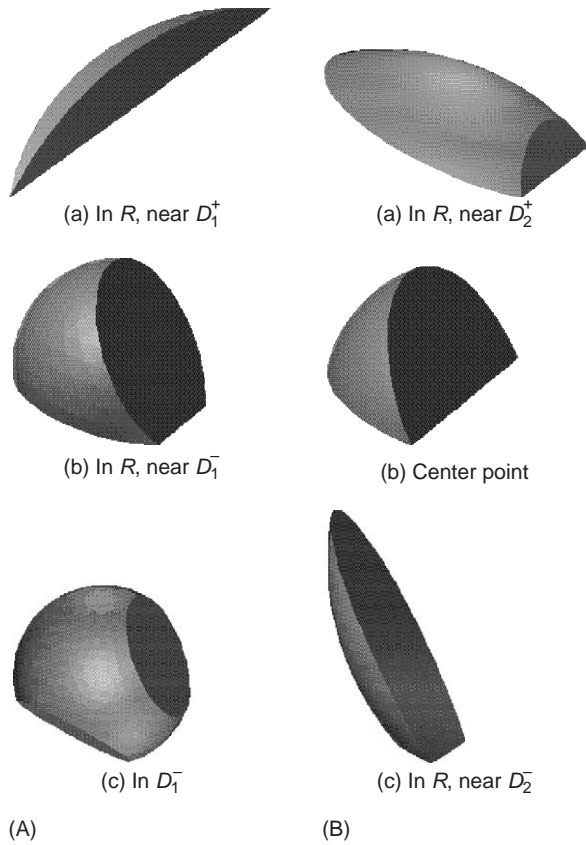 (a) In R, near D₁⁺
(a) In R, near D₂⁺
(b) In R, near D₁⁻
(b) Center point
(c) In D₁⁻
(c) In R, near D₂⁻
(A)
(B)